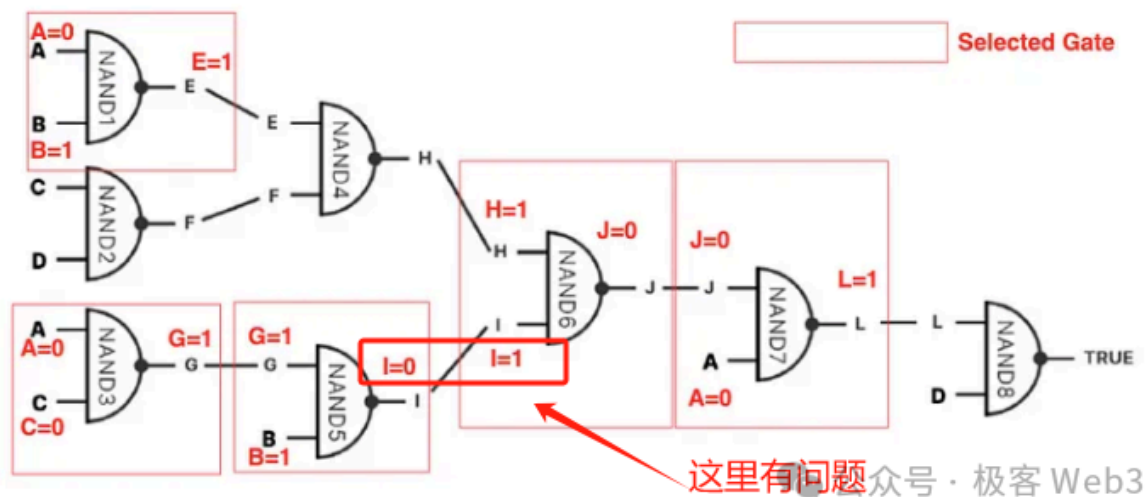 A=0
A
NAND1
E=1
E
B
B=1
Selected Gate
E
NAND4
H
F
C
NAND2
F
D
H=1
H
J=0
NAND6
J
I
I=1
J=0
J
NAND7
L=1
L
A
A=0
L
NAND8
TRUE
D
A
A=0
NAND3
G=1
G
C
C=0
G=1
G
NAND5
I=0
I
B
B=1
这里有问题
公众号 · 极客 Web3